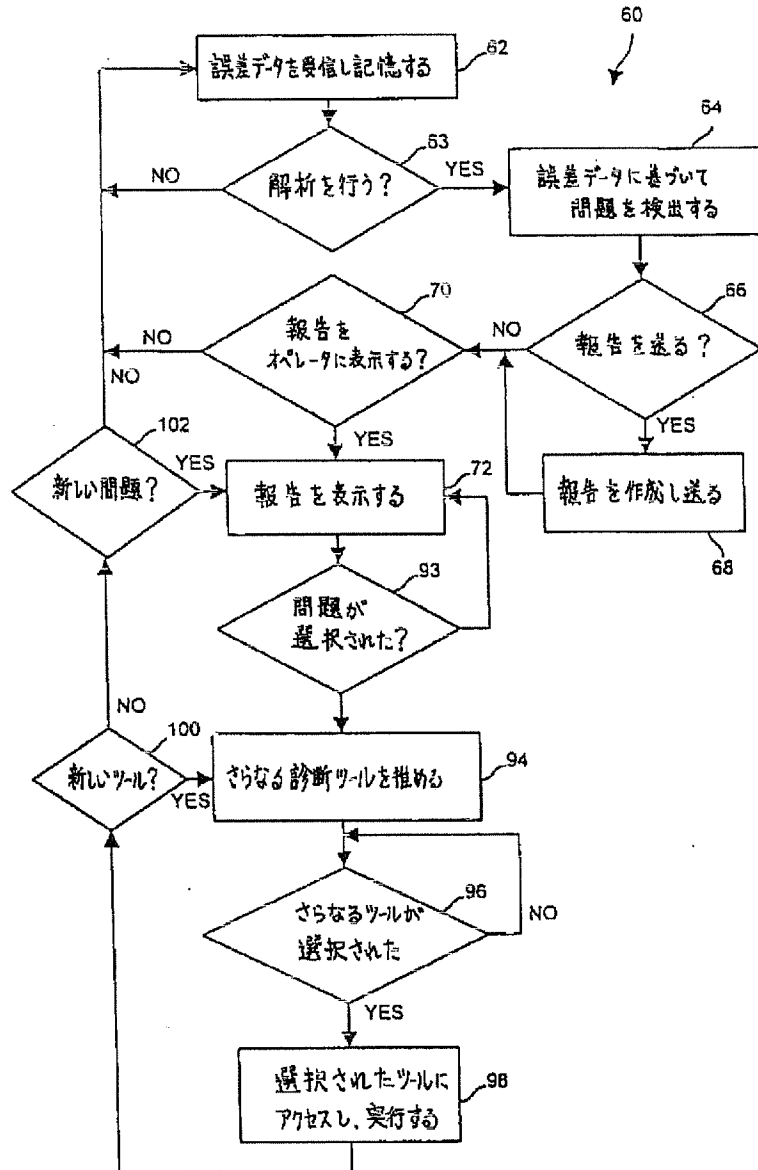 60
誤差データを受信し記憶する
62
64
63
解析を行う?
NO
YES
誤差データに基づいて
問題を検出する
70
66
報告を
オペレータに表示する?
NO
NO
報告を送る?
NO
102
YES
YES
新しい問題?
YES
72
報告を表示する
報告を作成し送る
68
93
問題が
選択された?
NO
100
新しいツール?
YES
さらなる診断ツールを推める
94
96
さらなるツールが
選択された
NO
YES
選択されたツールに
アクセスし、実行する
98